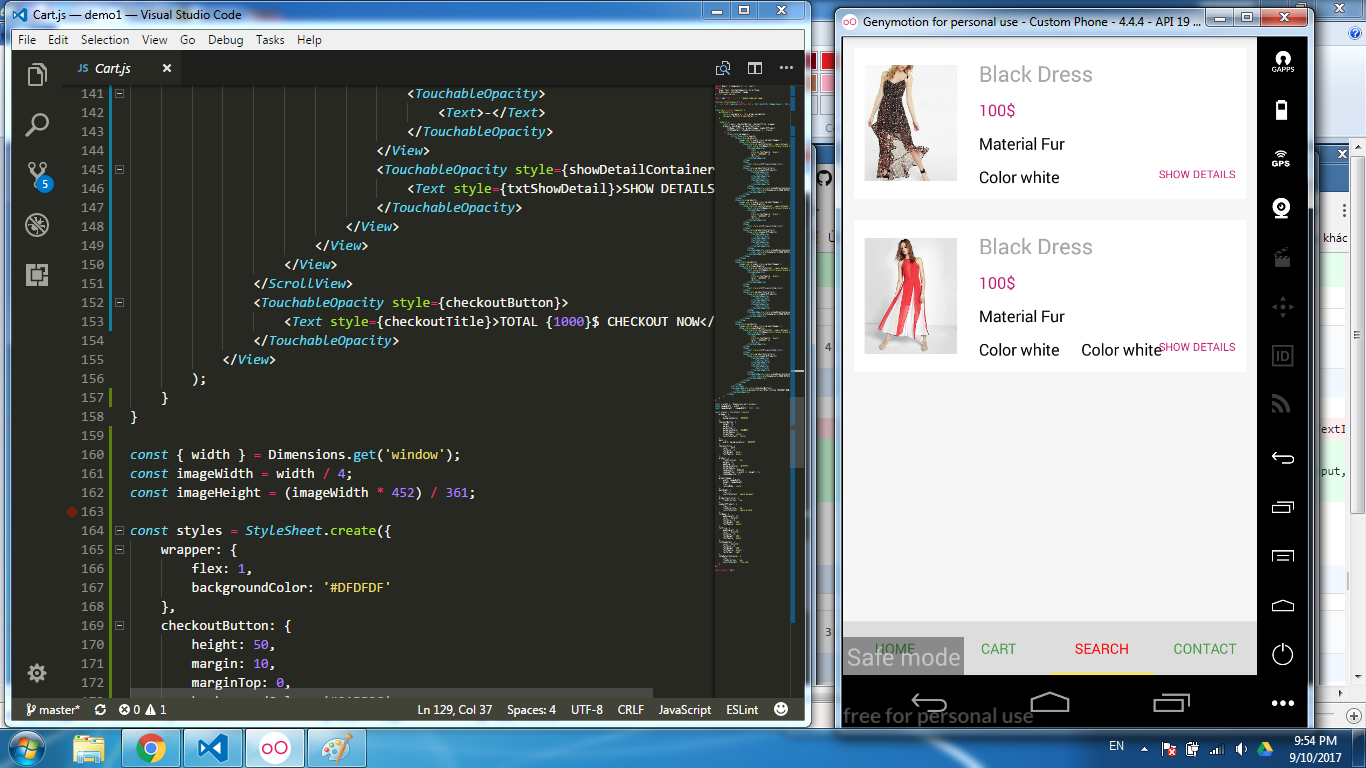 Cart.js — demo1 — Visual Studio Code
File Edit Selection View Go Debug Tasks Help
JS Cart.js
141 <TouchableOpacity>
142 <Text>-</Text>
143 </TouchableOpacity>
144 </View>
145 <TouchableOpacity style={showDetailContainer
146 <Text style={txtShowDetail}>SHOW DETAILS
147 </TouchableOpacity>
148 </View>
149 </View>
150 </View>
151 </ScrollView>
152 <TouchableOpacity style={checkoutButton}>
153 <Text style={checkoutTitle}>TOTAL {1000}$ CHECKOUT NOW</
154 </TouchableOpacity>
155 </View>
156 );
157 }
158 }
159
160 const { width } = Dimensions.get('window');
161 const imageWidth = width / 4;
162 const imageHeight = (imageWidth * 452) / 361;
163
164 const styles = StyleSheet.create({
165 wrapper: {
166 flex: 1,
167 backgroundColor: '#DFDFDF'
168 },
169 checkoutButton: {
170 height: 50,
171 margin: 10,
172 marginTop: 0,
5
master* 0 1 Ln 129, Col 37 Spaces: 4 UTF-8 CRLF JavaScript ESLint
Genymotion for personal use - Custom Phone - 4.4.4 - API 19 ...
Black Dress
100$
Material Fur
Color white SHOW DETAILS
Black Dress
100$
Material Fur
Color white Color white SHOW DETAILS
HOME CART SEARCH CONTACT
Safe mode
free for personal use
GAPPS
GPS
ID
khác
4
extI
put,
3
EN 9:54 PM
9/10/2017